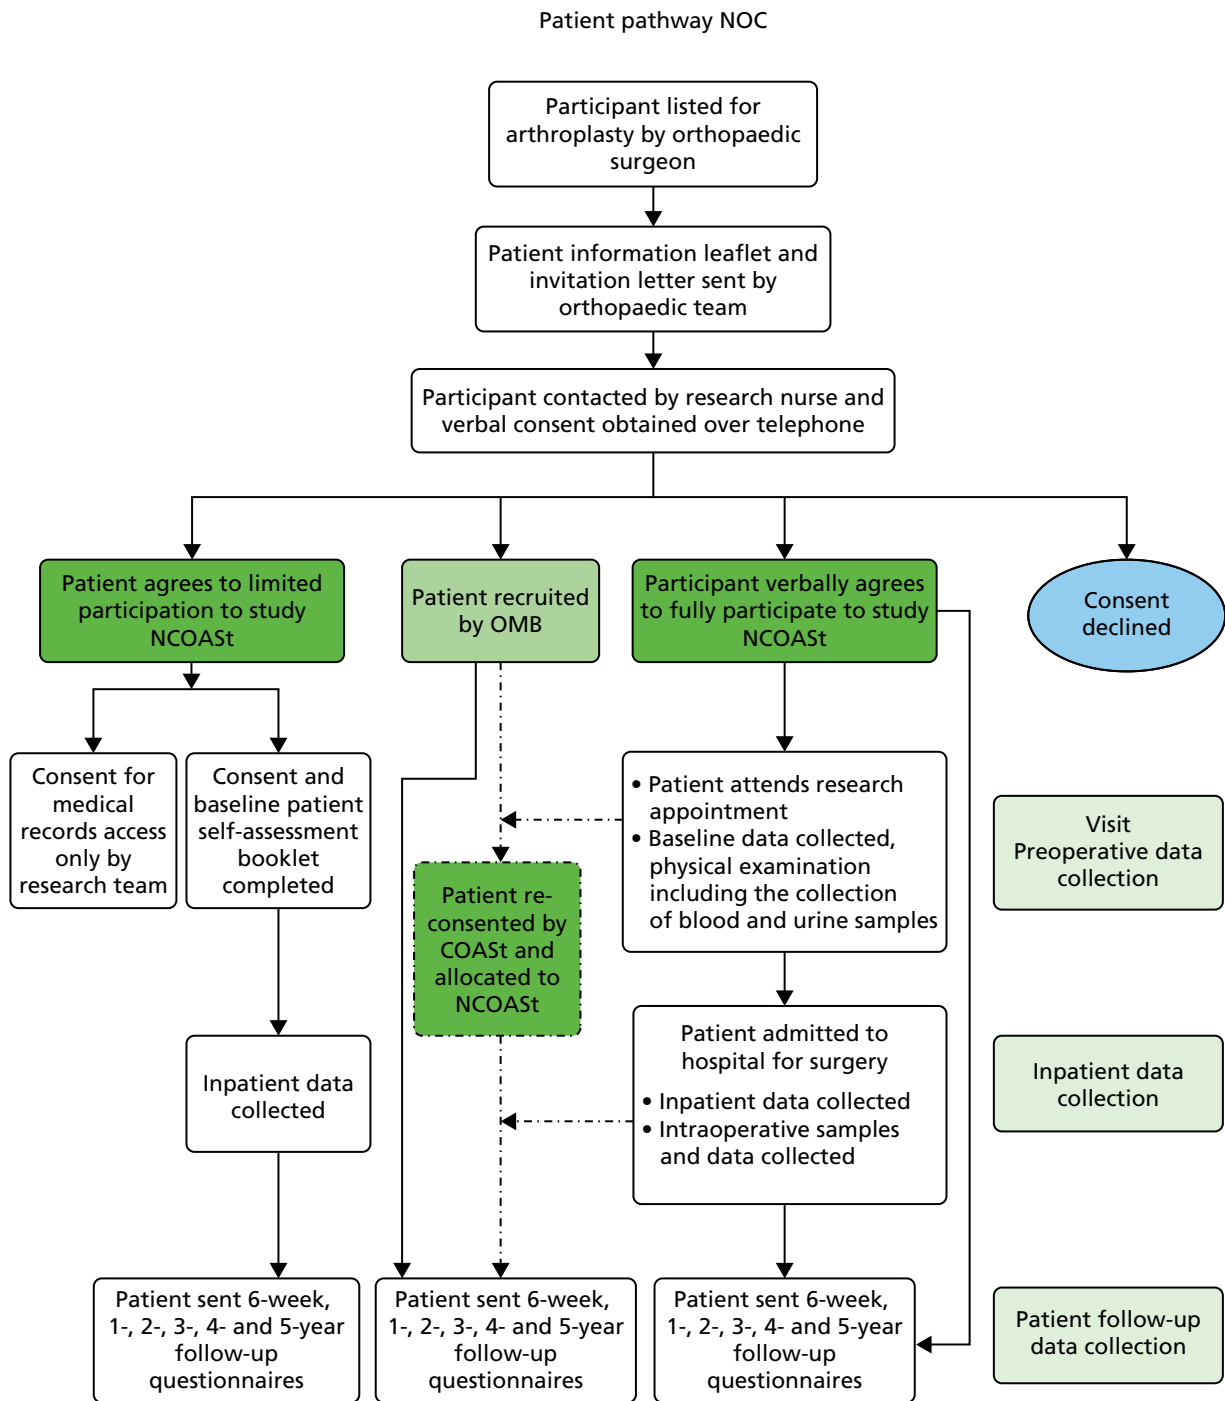 Patient pathway NOC
Participant listed for
arthroplasty by orthopaedic
surgeon
Patient information leaflet and
invitation letter sent by
orthopaedic team
Participant contacted by research nurse and
verbal consent obtained over telephone
Patient agrees to limited
participation to study
NCOASt
Patient recruited
by OMB
Participant verbally agrees
to fully participate to study
NCOASt
Consent
declined
Consent for
medical
records access
only by
research team
Consent and
baseline patient
self-assessment
booklet
completed
• Patient attends research
appointment
• Baseline data collected,
physical examination
including the collection
of blood and urine samples
Visit
Preoperative data
collection
Patient re-
consented by
COASt and
allocated to
NCOASt
Inpatient data
collected
Patient admitted to
hospital for surgery
• Inpatient data collected
• Intraoperative samples
and data collected
Inpatient data
collection
Patient sent 6-week,
1-, 2-, 3-, 4- and 5-year
follow-up
questionnaires
Patient sent 6-week,
1-, 2-, 3-, 4- and 5-year
follow-up
questionnaires
Patient sent 6-week,
1-, 2-, 3-, 4- and 5-year
follow-up
questionnaires
Patient follow-up
data collection